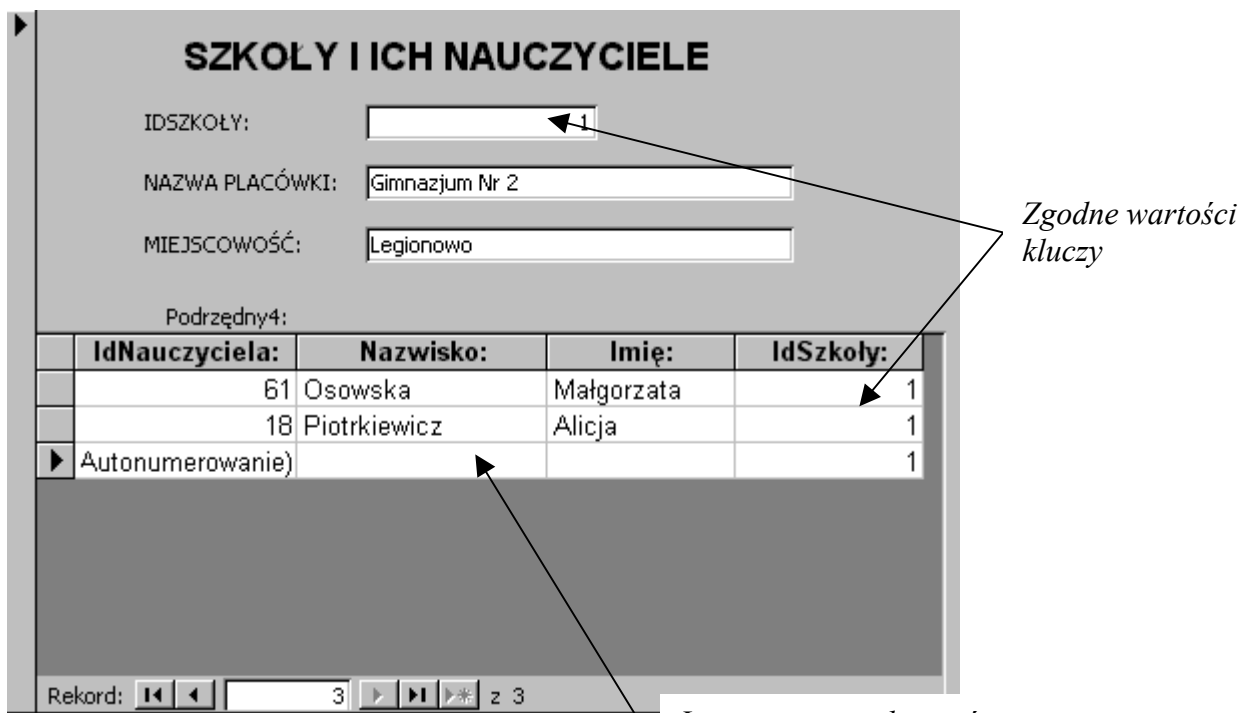 SZKOŁY I ICH NAUCZYCIELE
IDSZKOŁY: 1
NAZWA PLACÓWKI: Gimnazjum Nr 2
MIEJSCOWOŚĆ: Legionowo
Zgodne wartości
kluczy
Podrzędny4:
IdNauczyciela: Nazwisko: Imię: IdSzkoły:
61 Osowska Małgorzata 1
18 Piotrkiewicz Alicja 1
Autonumerowanie) 1
Rekord: 3 z 3